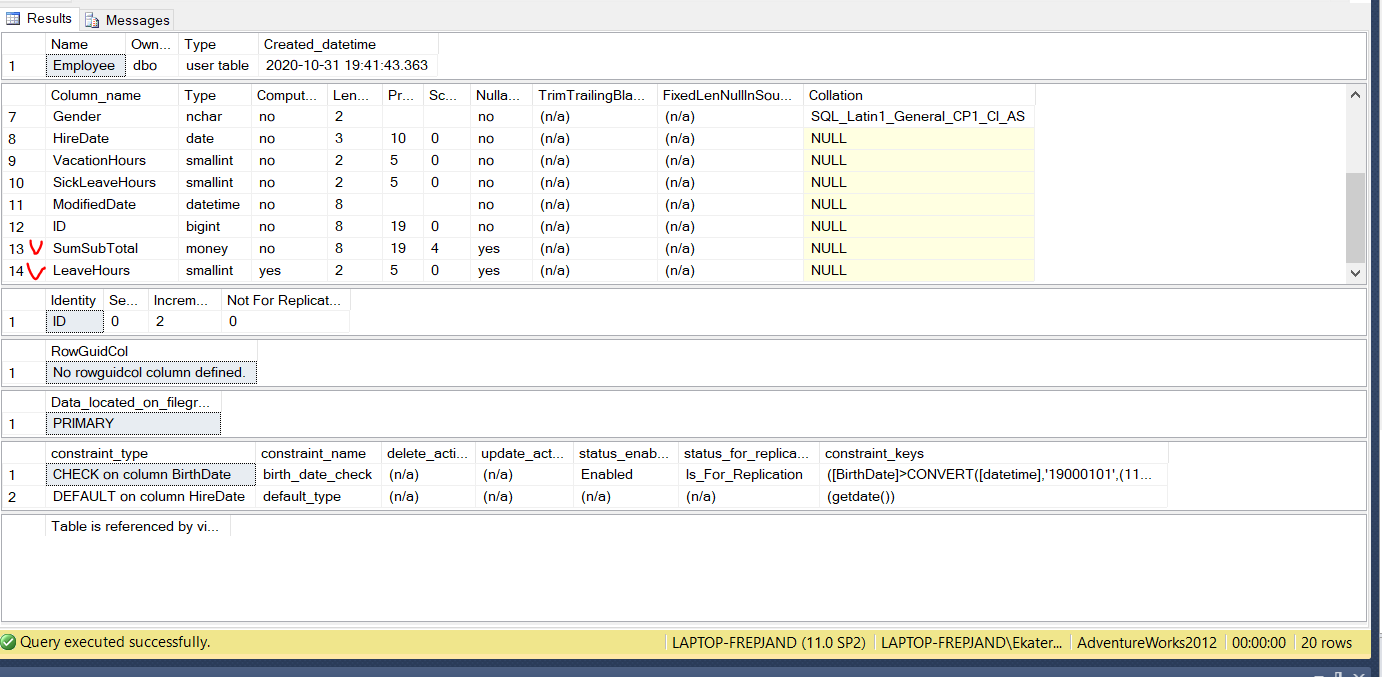 Results Messages
Name Own... Type Created_datetime
1 Employee dbo user table 2020-10-31 19:41:43.363
Column_name Type Comput... Len... Pr... Sc... Nulla... TrimTrailingBla... FixedLenNullInSou... Collation
7 Gender nchar no 2 no (n/a) (n/a) SQL_Latin1_General_CP1_CI_AS
8 HireDate date no 3 10 0 no (n/a) (n/a) NULL
9 VacationHours smallint no 2 5 0 no (n/a) (n/a) NULL
10 SickLeaveHours smallint no 2 5 0 no (n/a) (n/a) NULL
11 ModifiedDate datetime no 8 no (n/a) (n/a) NULL
12 ID bigint no 8 19 0 no (n/a) (n/a) NULL
13 SumSubTotal money no 8 19 4 yes (n/a) (n/a) NULL
14 LeaveHours smallint yes 2 5 0 yes (n/a) (n/a) NULL
Identity Se... Increm... Not For Replicat...
1 ID 0 2 0
RowGuidCol
1 No rowguidcol column defined.
Data_located_on_filegr...
1 PRIMARY
constraint_type constraint_name delete_acti... update_act... status_enab... status_for_replica... constraint_keys
1 CHECK on column BirthDate birth_date_check (n/a) (n/a) Enabled Is_For_Replication ([BirthDate]>CONVERT([datetime],'19000101',(11...
2 DEFAULT on column HireDate default_type (n/a) (n/a) (n/a) (n/a) (getdate())
Table is referenced by vi...
Query executed successfully. LAPTOP-FREPJAND (11.0 SP2) LAPTOP-FREPJAND\Ekater... AdventureWorks2012 00:00:00 20 rows